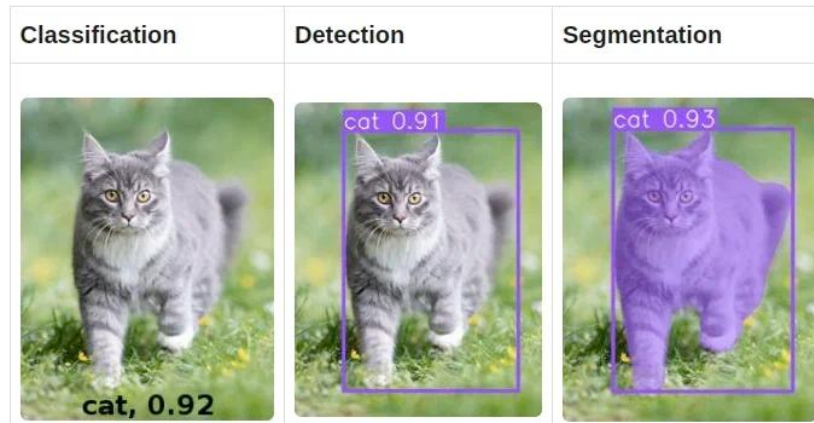 Classification
Detection
Segmentation
cat, 0.92
cat 0.91
cat 0.93